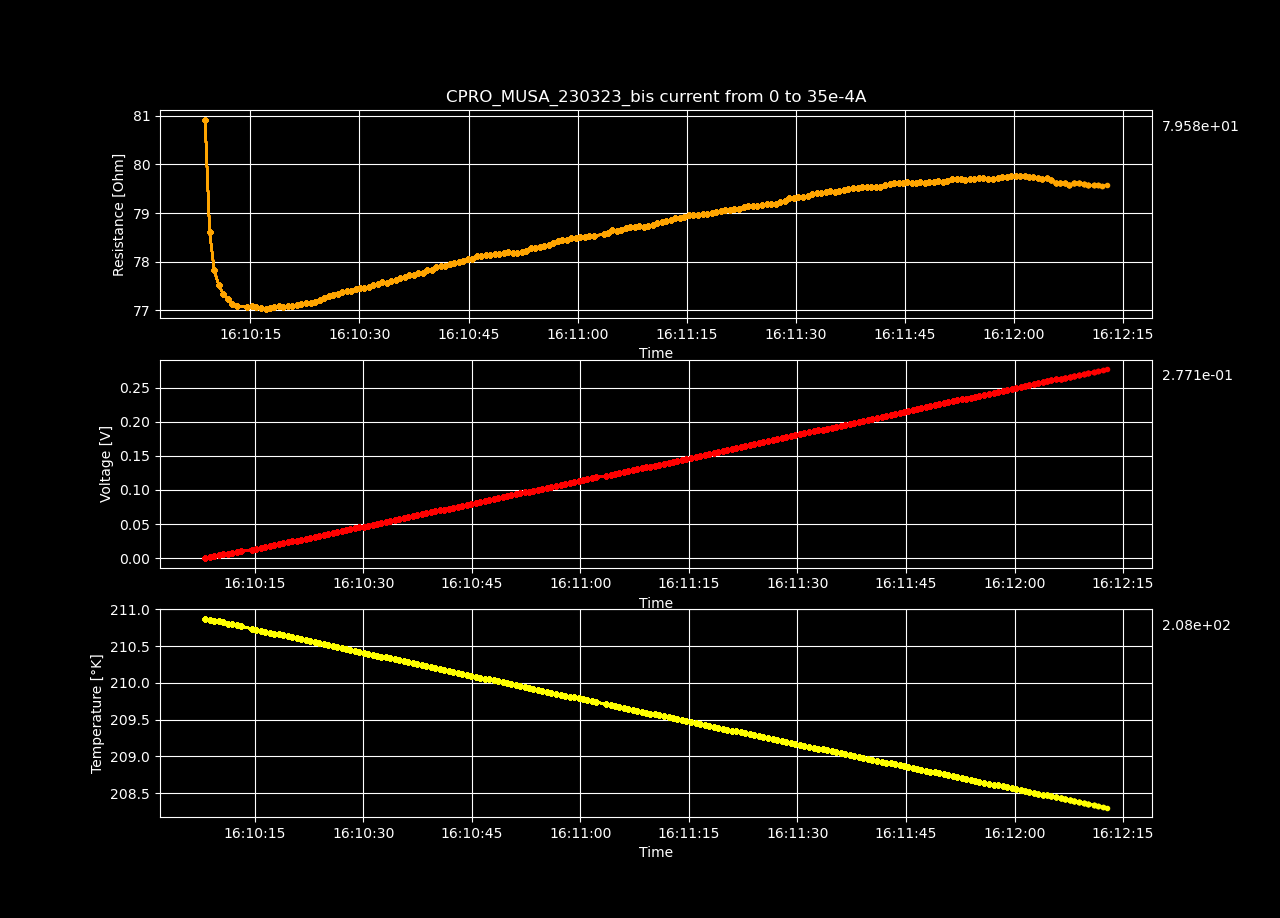 CPRO_MUSA_230323_bis current from 0 to 35e-4A
81
80
79
78
77
Resistance [Ohm]
7.958e+01
16:10:15 16:10:30 16:10:45 16:11:00 16:11:15 16:11:30 16:11:45 16:12:00 16:12:15
Time
0.25
0.20
0.15
0.10
0.05
0.00
Voltage [V]
2.771e-01
16:10:15 16:10:30 16:10:45 16:11:00 16:11:15 16:11:30 16:11:45 16:12:00 16:12:15
Time
211.0
210.5
210.0
209.5
209.0
208.5
Temperature [°K]
2.08e+02
16:10:15 16:10:30 16:10:45 16:11:00 16:11:15 16:11:30 16:11:45 16:12:00 16:12:15
Time